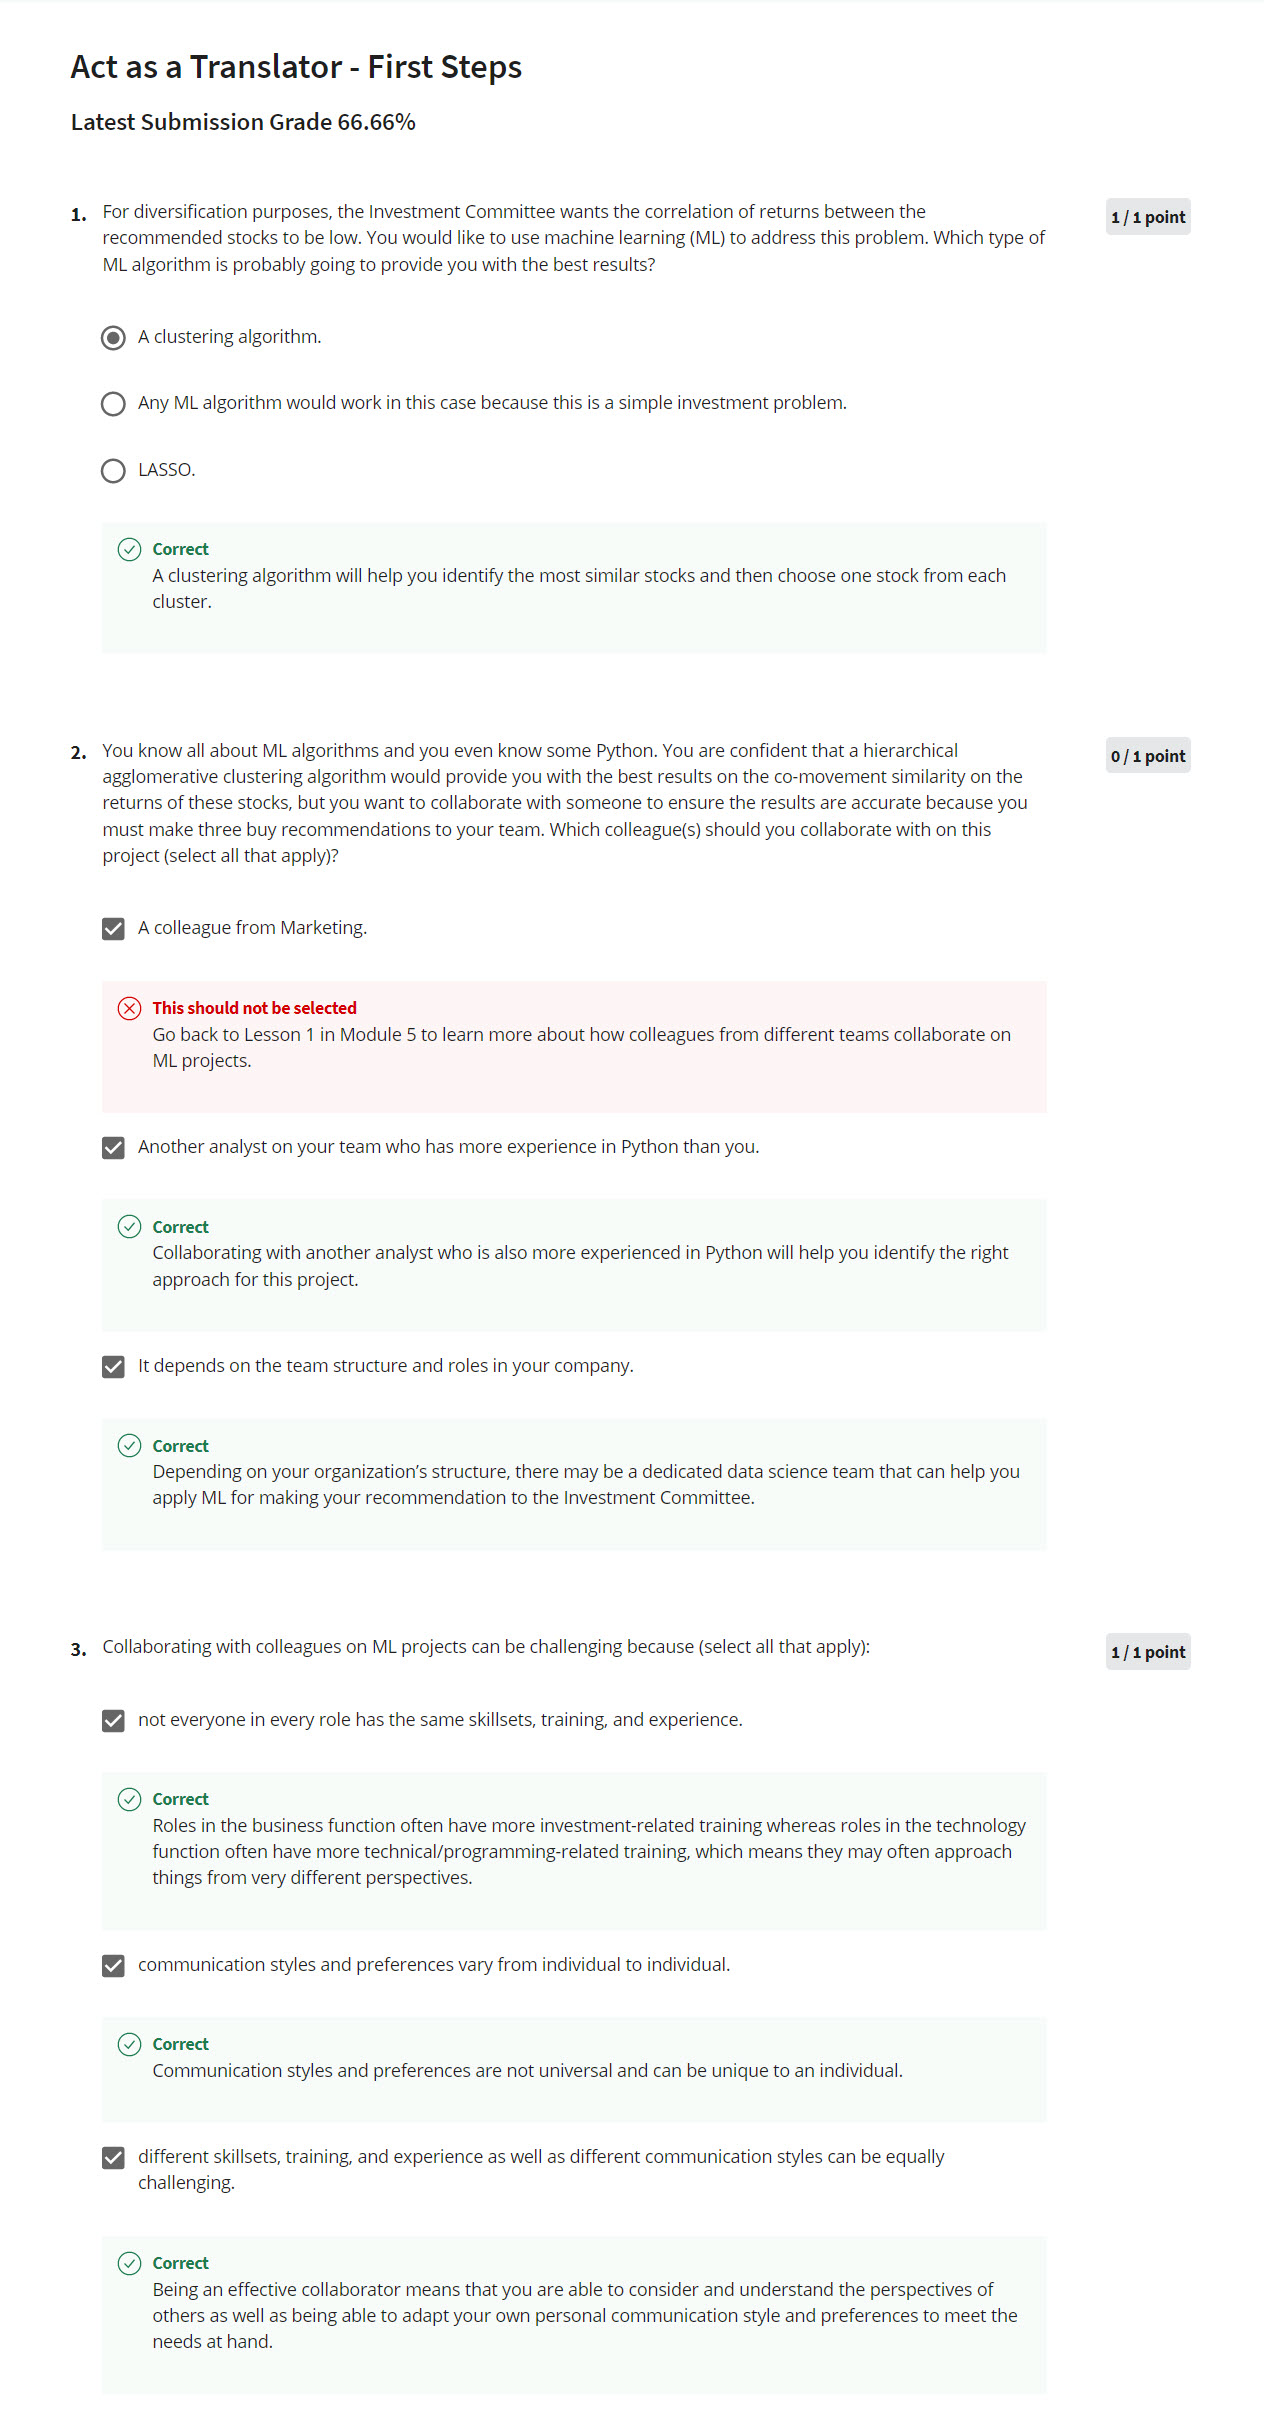 Act as a Translator - First Steps
Latest Submission Grade 66.66%
1. For diversification purposes, the Investment Committee wants the correlation of returns between the
recommended stocks to be low. You would like to use machine learning (ML) to address this problem. Which type of
ML algorithm is probably going to provide you with the best results?
1 / 1 point
A clustering algorithm.
Any ML algorithm would work in this case because this is a simple investment problem.
LASSO.
Correct
A clustering algorithm will help you identify the most similar stocks and then choose one stock from each
cluster.
2. You know all about ML algorithms and you even know some Python. You are confident that a hierarchical
agglomerative clustering algorithm would provide you with the best results on the co-movement similarity on the
returns of these stocks, but you want to collaborate with someone to ensure the results are accurate because you
must make three buy recommendations to your team. Which colleague(s) should you collaborate with on this
project (select all that apply)?
0 / 1 point
A colleague from Marketing.
This should not be selected
Go back to Lesson 1 in Module 5 to learn more about how colleagues from different teams collaborate on
ML projects.
Another analyst on your team who has more experience in Python than you.
Correct
Collaborating with another analyst who is also more experienced in Python will help you identify the right
approach for this project.
It depends on the team structure and roles in your company.
Correct
Depending on your organization's structure, there may be a dedicated data science team that can help you
apply ML for making your recommendation to the Investment Committee.
3. Collaborating with colleagues on ML projects can be challenging because (select all that apply):
1 / 1 point
not everyone in every role has the same skillsets, training, and experience.
Correct
Roles in the business function often have more investment-related training whereas roles in the technology
function often have more technical/programming-related training, which means they may often approach
things from very different perspectives.
communication styles and preferences vary from individual to individual.
Correct
Communication styles and preferences are not universal and can be unique to an individual.
different skillsets, training, and experience as well as different communication styles can be equally
challenging.
Correct
Being an effective collaborator means that you are able to consider and understand the perspectives of
others as well as being able to adapt your own personal communication style and preferences to meet the
needs at hand.